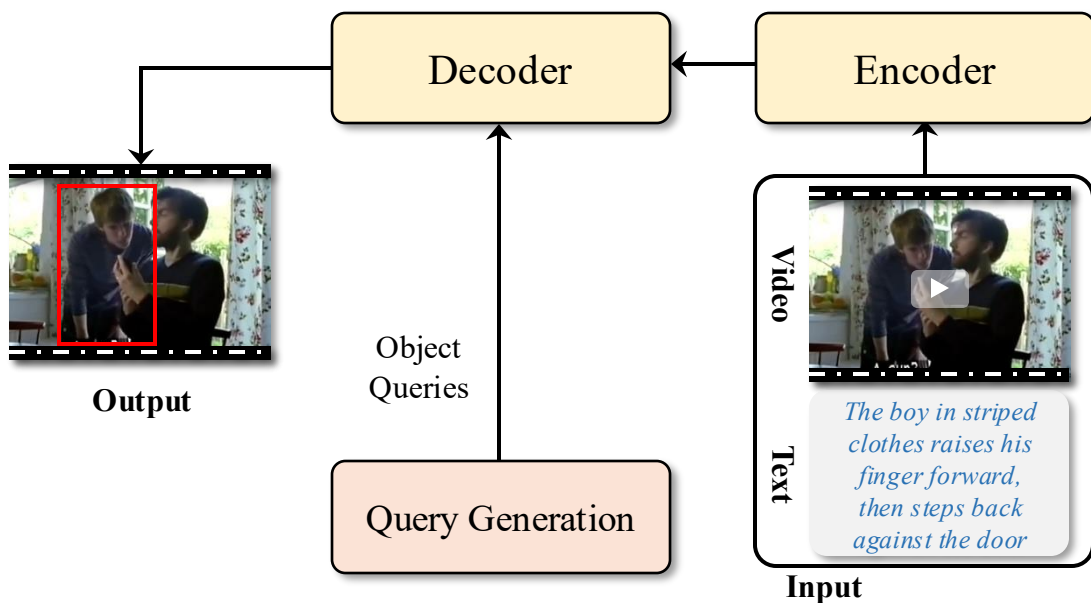 Decoder
Encoder
Video
Object
Queries
Output
The boy in striped
clothes raises his
finger forward,
then steps back
against the door
Text
Query Generation
Input